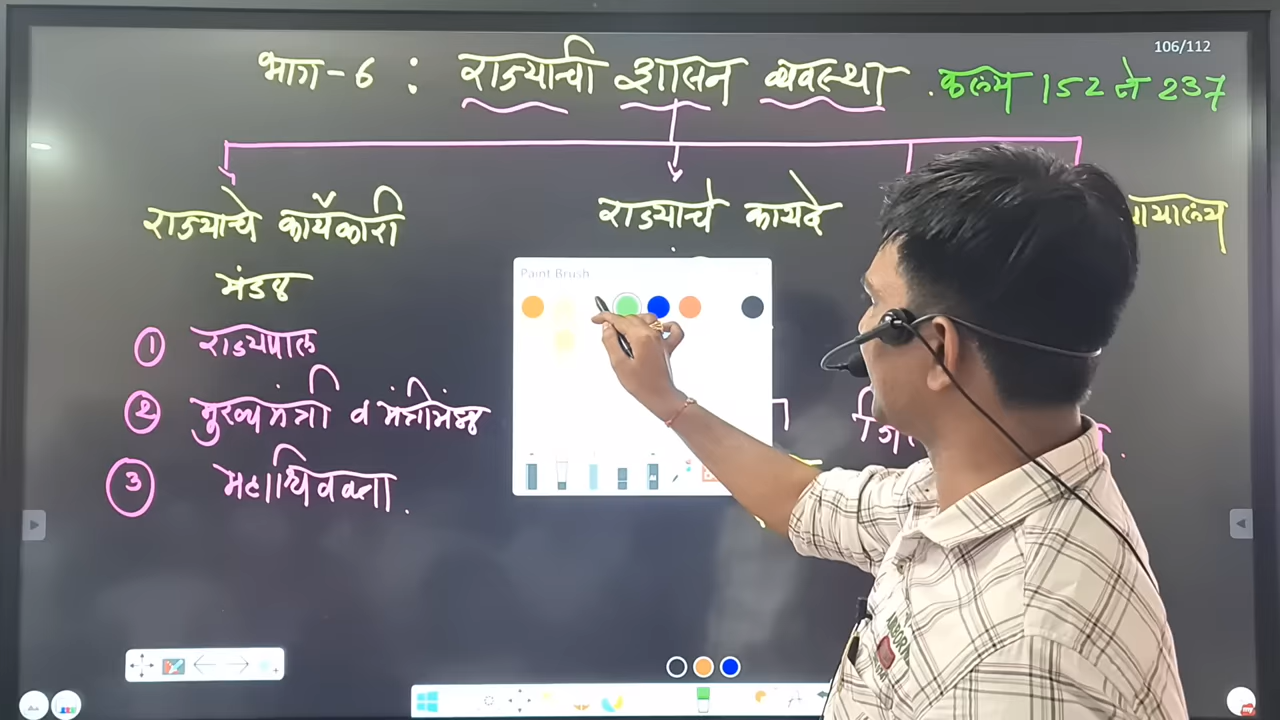 106/112
भाग-6 : राज्याची शासन व्यवस्था
कलम 152 ते 237
राज्याचे कार्यकारी
मंडळ
राज्याचे कायदे
① राज्यपाल
② मुख्यमंत्री व मंत्रीमंडळ
③ महाधिवक्ता.
Paint Brush